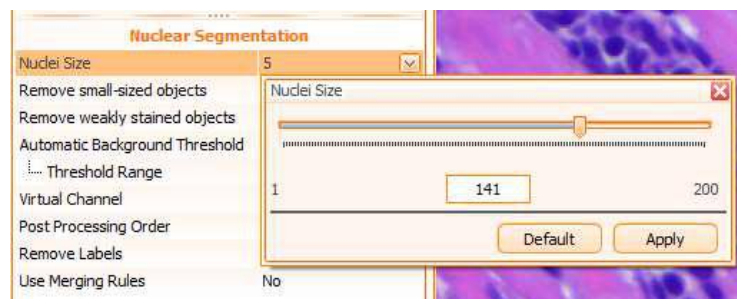 Nuclear Segmentation
Nuclei Size 5
Remove small-sized objects
Nuclei Size
Remove weakly stained objects
Automatic Background Threshold
Threshold Range
1 141 200
Virtual Channel
Post Processing Order
Default Apply
Remove Labels
Use Merging Rules No